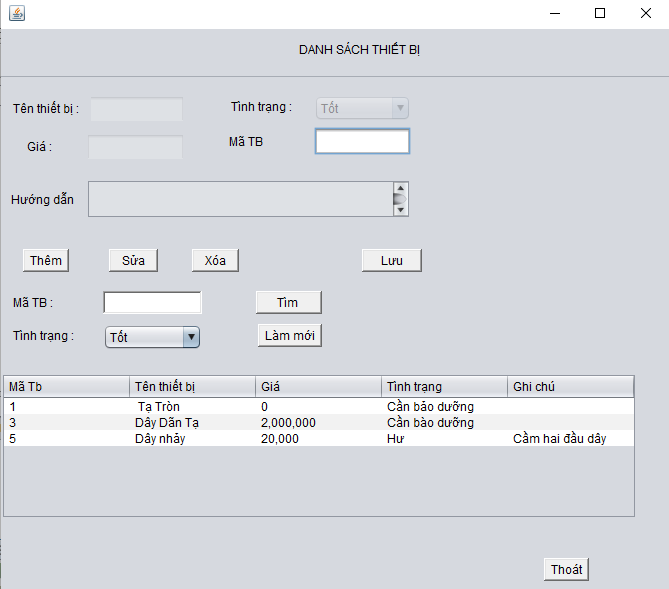 DANH SÁCH THIẾT BỊ
Tên thiết bị : Tình trạng : Tốt
Giá : Mã TB
Hướng dẫn
Thêm Sửa Xóa Lưu
Mã TB : Tìm
Tình trạng : Tốt Làm mới
Mã Tb Tên thiết bị Giá Tình trạng Ghi chú
1 Tạ Tròn 0 Cần bảo dưỡng
3 Dây Dãn Tạ 2,000,000 Cần bào dưỡng
5 Dây nhảy 20,000 Hư Cầm hai đầu dây
Thoát